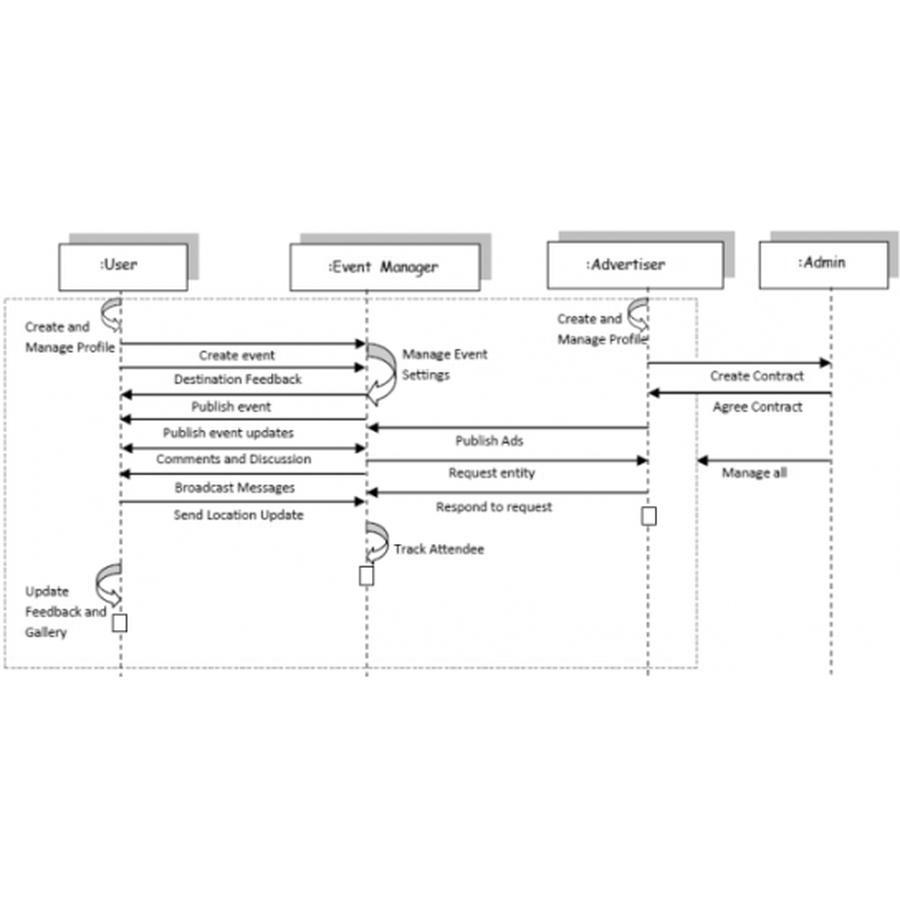 :User
:Event Manager
:Advertiser
:Admin
Create and
Manage Profile
Create event
Destination Feedback
Publish event
Publish event updates
Comments and Discussion
Broadcast Messages
Send Location Update
Update
Feedback and
Gallery
Manage Event
Settings
Publish Ads
Request entity
Respond to request
Track Attendee
Create and
Manage Profile
Create Contract
Agree Contract
Manage all